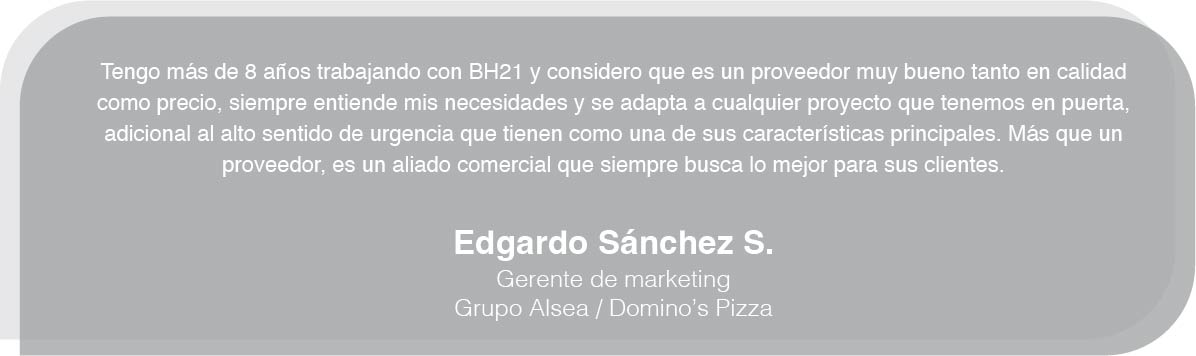 Tengo más de 8 años trabajando con BH21 y considero que es un proveedor muy bueno tanto en calidad
como precio, siempre entiende mis necesidades y se adapta a cualquier proyecto que tenemos en puerta,
adicional al alto sentido de urgencia que tienen como una de sus características principales. Más que un
proveedor, es un aliado comercial que siempre busca lo mejor para sus clientes.
Edgardo Sánchez S.
Gerente de marketing
Grupo Alsea / Domino’s Pizza